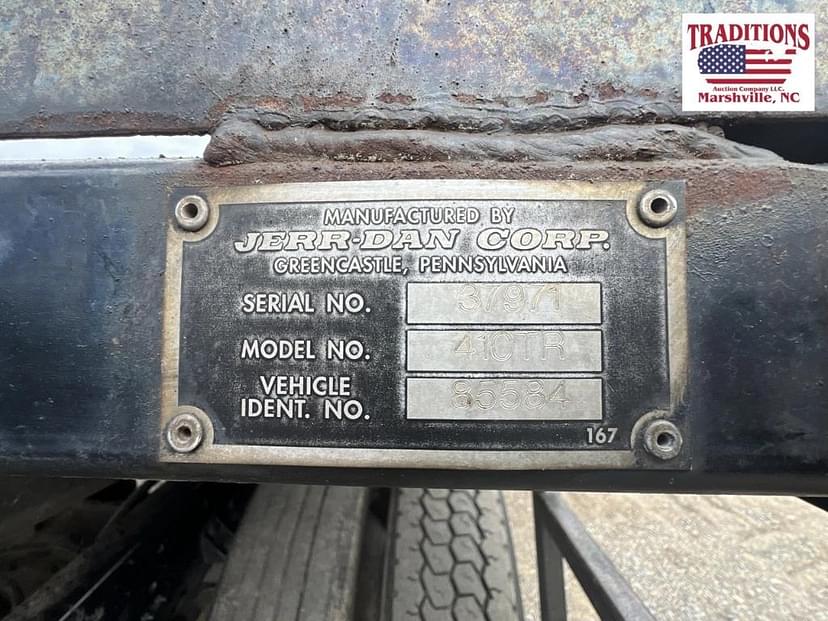 TRADITIONS
Auction Company LLC.
Marshville, NC
MANUFACTURED BY
JERR-DAN CORP.
GREENCASTLE, PENNSYLVANIA
SERIAL NO. 37971
MODEL NO. 410TR
VEHICLE
IDENT. NO. 85584
167